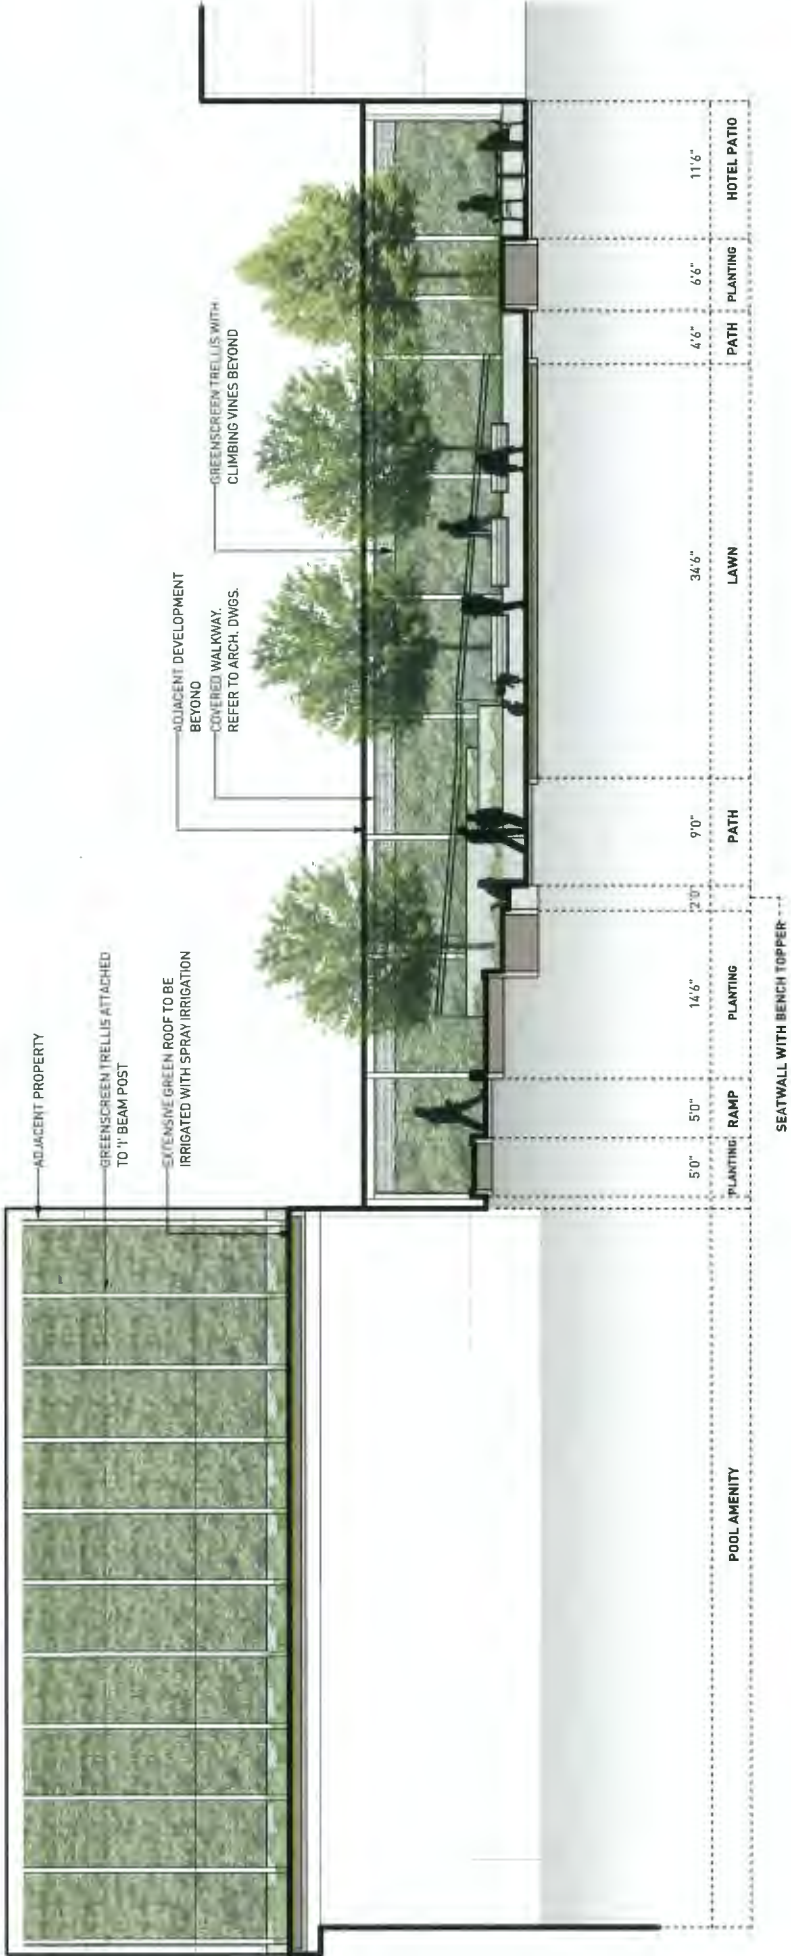 ADJACENT PROPERTY
GREENSCREEN TRELLIS ATTACHED
TO 'I' BEAM POST
EXTENSIVE GREEN ROOF TO BE
IRRIGATED WITH SPRAY IRRIGATION
ADJACENT DEVELOPMENT
BEYOND
COVERED WALKWAY.
REFER TO ARCH. DWGS.
GREENSCREEN TRELLIS WITH
CLIMBING VINES BEYOND
5'0"
5'0"
14'6"
2'0"
9'0"
34'6"
4'6"
6'6"
11'6"
POOL AMENITY
PLANTING
RAMP
PLANTING
PATH
LAWN
PATH
PLANTING
HOTEL PATIO
SEATWALL WITH BENCH TOPPER